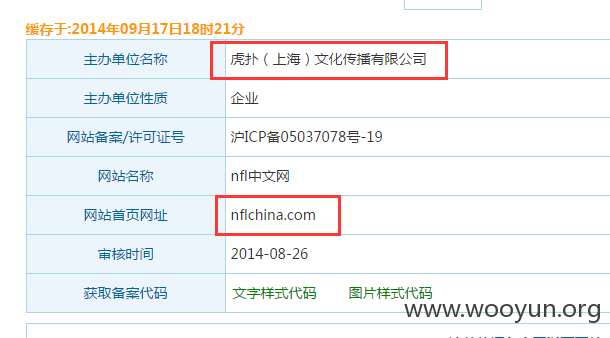 缓存于:2014年09月17日18时21分
主办单位名称 虎扑（上海）文化传播有限公司
主办单位性质 企业
网站备案/许可证号 沪ICP备05037078号-19
网站名称 nfl中文网
网站首页网址 nflchina.com
审核时间 2014-08-26
获取备案代码 文字样式代码 图片样式代码
www.wooyun.org